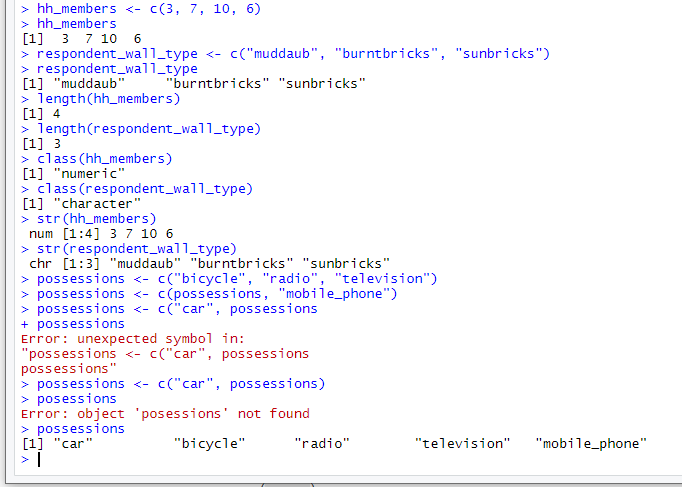 > hh_members <- c(3, 7, 10, 6)
> hh_members
[1]  3  7 10  6
> respondent_wall_type <- c("muddaub", "burntbricks", "sunbricks")
> respondent_wall_type
[1] "muddaub"     "burntbricks" "sunbricks"
> length(hh_members)
[1] 4
> length(respondent_wall_type)
[1] 3
> class(hh_members)
[1] "numeric"
> class(respondent_wall_type)
[1] "character"
> str(hh_members)
 num [1:4] 3 7 10 6
> str(respondent_wall_type)
 chr [1:3] "muddaub" "burntbricks" "sunbricks"
> possessions <- c("bicycle", "radio", "television")
> possessions <- c(possessions, "mobile_phone")
> possessions <- c("car", possessions
+ possessions
Error: unexpected symbol in:
"possessions <- c("car", possessions
possessions"
> possessions <- c("car", possessions)
> posessions
Error: object 'posessions' not found
> possessions
[1] "car"          "bicycle"      "radio"        "television"   "mobile_phone"
>